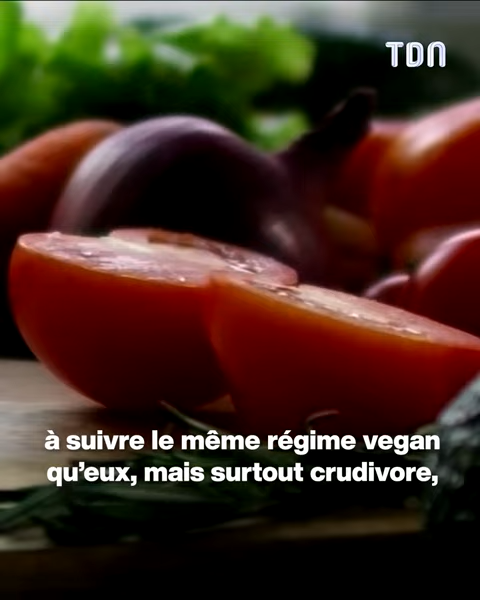 TDN
à suivre le même régime vegan
qu’eux, mais surtout crudivore,